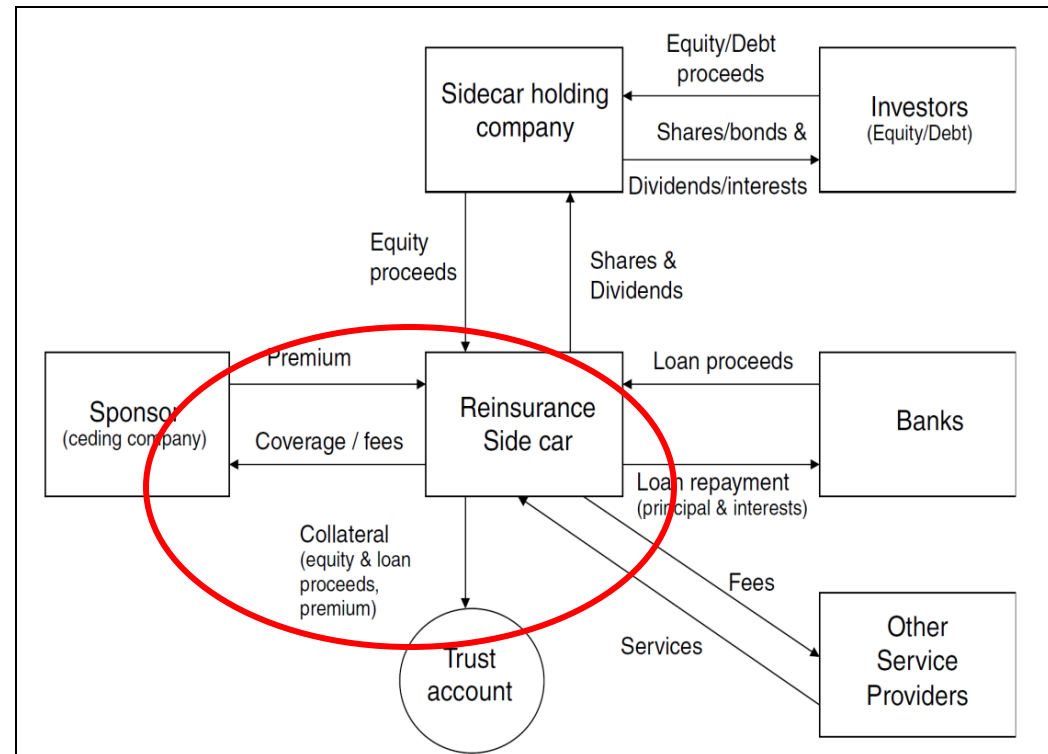 Equity/Debt
proceeds
Sidecar holding
company
Investors
(Equity/Debt)
Shares/bonds &
Dividends/interests
Equity
proceeds
Shares &
Dividends
Premium
Loan proceeds
Sponsor
(ceding company)
Reinsurance
Side car
Banks
Coverage / fees
Loan repayment
(principal & interests)
Collateral
(equity & loan
proceeds,
premium)
Fees
Services
Other
Service
Providers
Trust
account